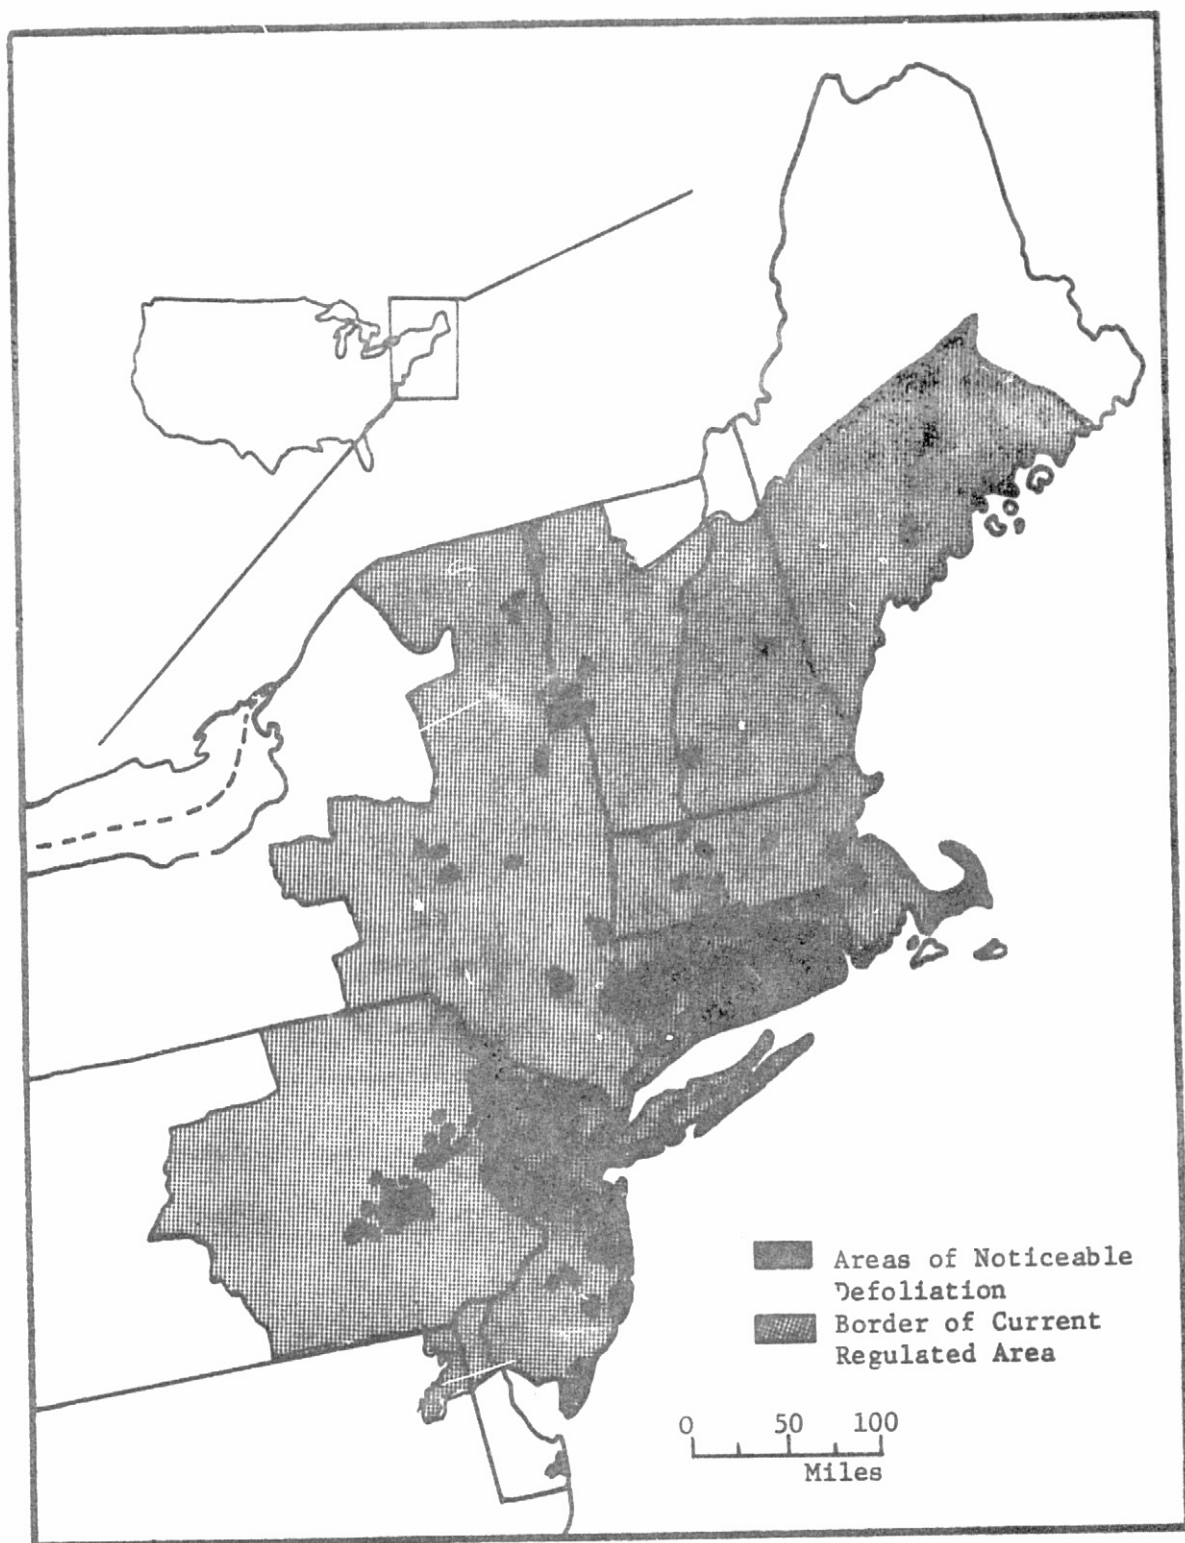 Areas of Noticeable
Defoliation
Border of Current
Regulated Area
0 50 100
Miles